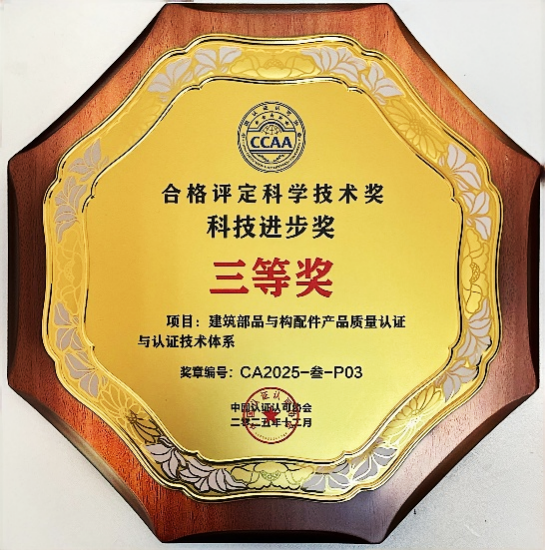 CCAA
合格评定科学技术奖
科技进步奖
三等奖
项目：建筑部品与构配件产品质量认证
与认证技术体系
奖章编号：CA2025-叁-P03
中国认证认可协会
二零二五年十二月